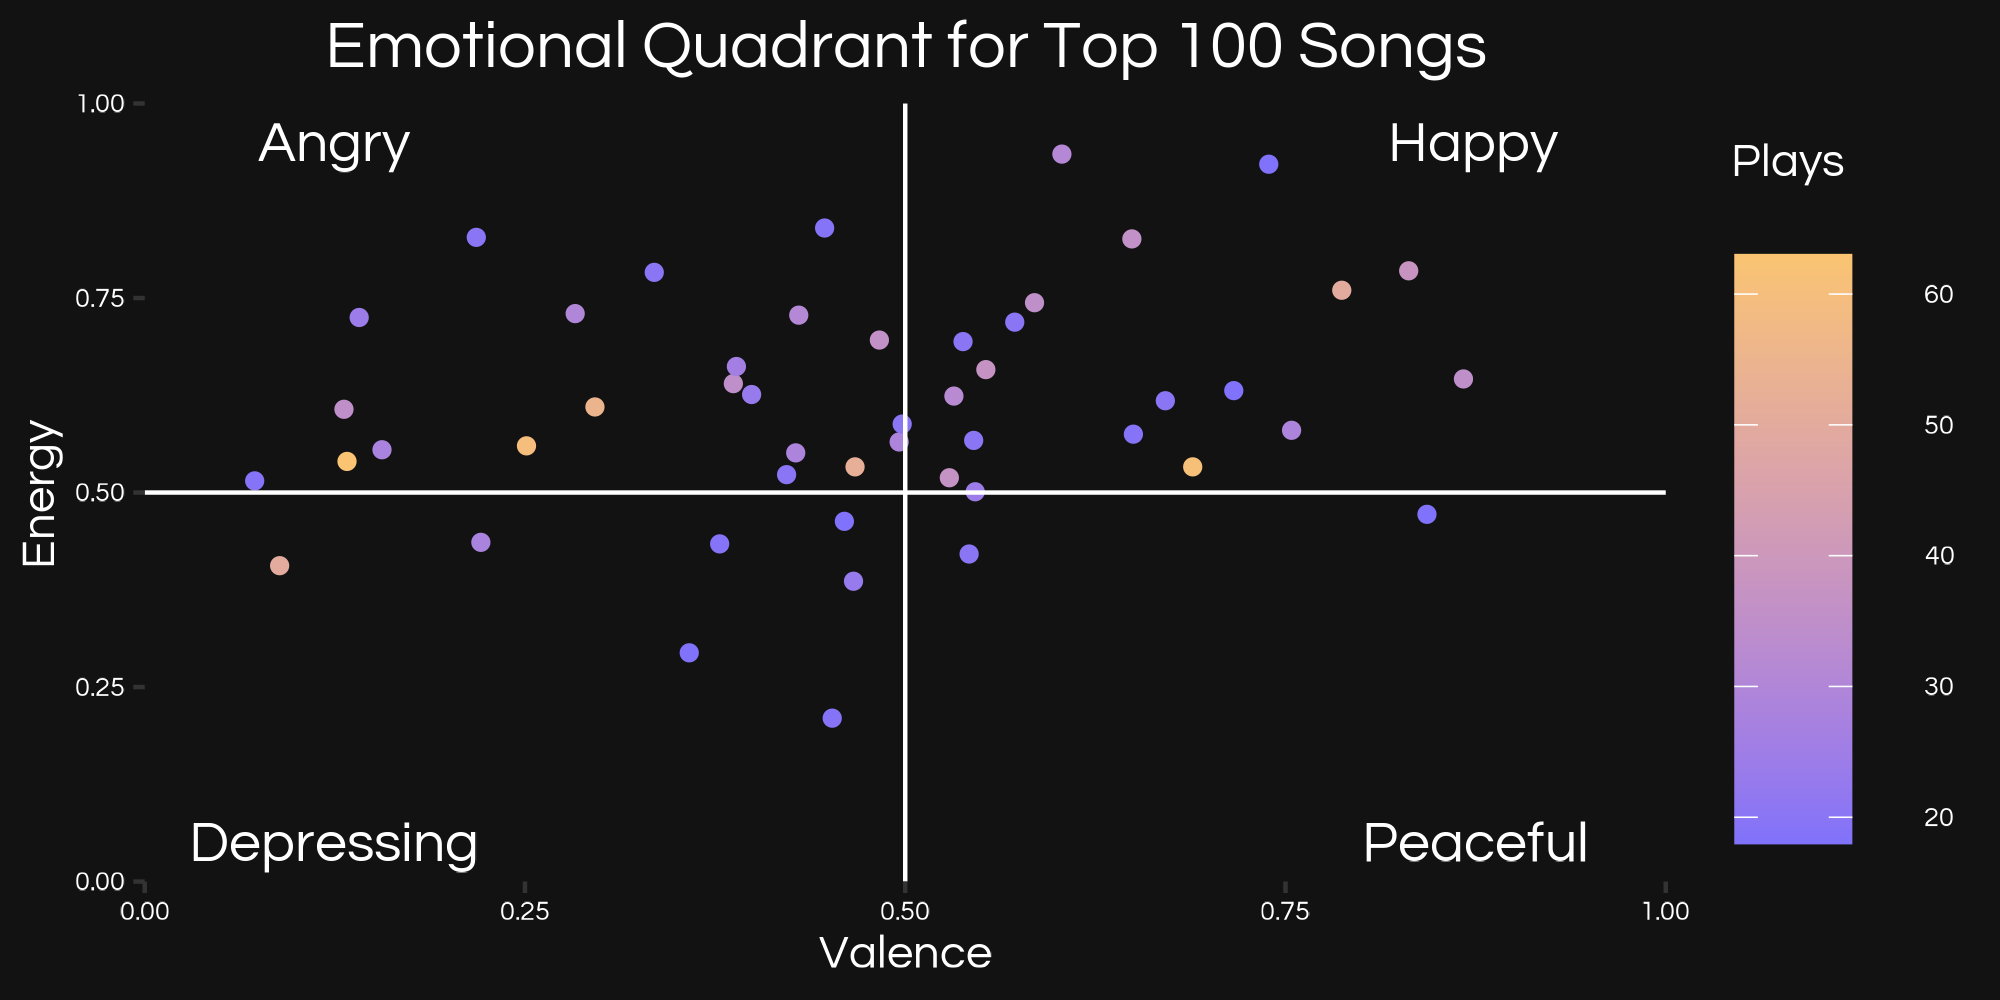 Emotional Quadrant for Top 100 Songs
1.00
Angry
Happy
Plays
0.75
60
50
Energy
0.50
40
0.25
30
20
Depressing
Peaceful
0.00
0.00 0.25 0.50 0.75 1.00
Valence